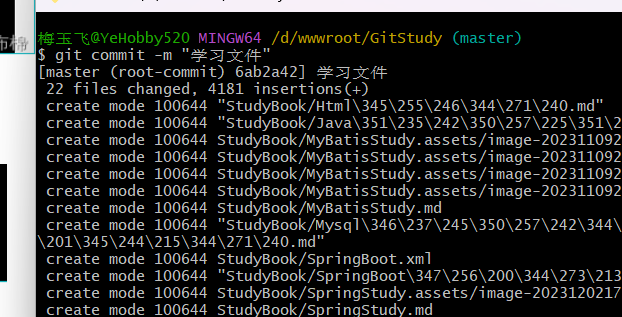 梅玉飞@YeHobby520 MINGW64 /d/wwwroot/GitStudy (master)
$ git commit -m "学习文件"
[master (root-commit) 6ab2a42] 学习文件
 22 files changed, 4181 insertions(+)
 create mode 100644 "StudyBook/Html\345\255\246\344\271\240.md"
 create mode 100644 "StudyBook/Java\351\235\242\350\257\225\351\2
 create mode 100644 StudyBook/MyBatisStudy.assets/image-202311092
 create mode 100644 StudyBook/MyBatisStudy.assets/image-202311092
 create mode 100644 StudyBook/MyBatisStudy.assets/image-202311092
 create mode 100644 StudyBook/MyBatisStudy.assets/image-202311092
 create mode 100644 StudyBook/MyBatisStudy.md
 create mode 100644 "StudyBook/Mysql\346\237\245\350\257\242\344\
\201\345\244\215\344\271\240.md"
 create mode 100644 StudyBook/SpringBoot.xml
 create mode 100644 "StudyBook/SpringBoot\347\256\200\344\273\213
 create mode 100644 StudyBook/SpringStudy.assets/image-2023120217
 create mode 100644 StudyBook/SpringStudy.md